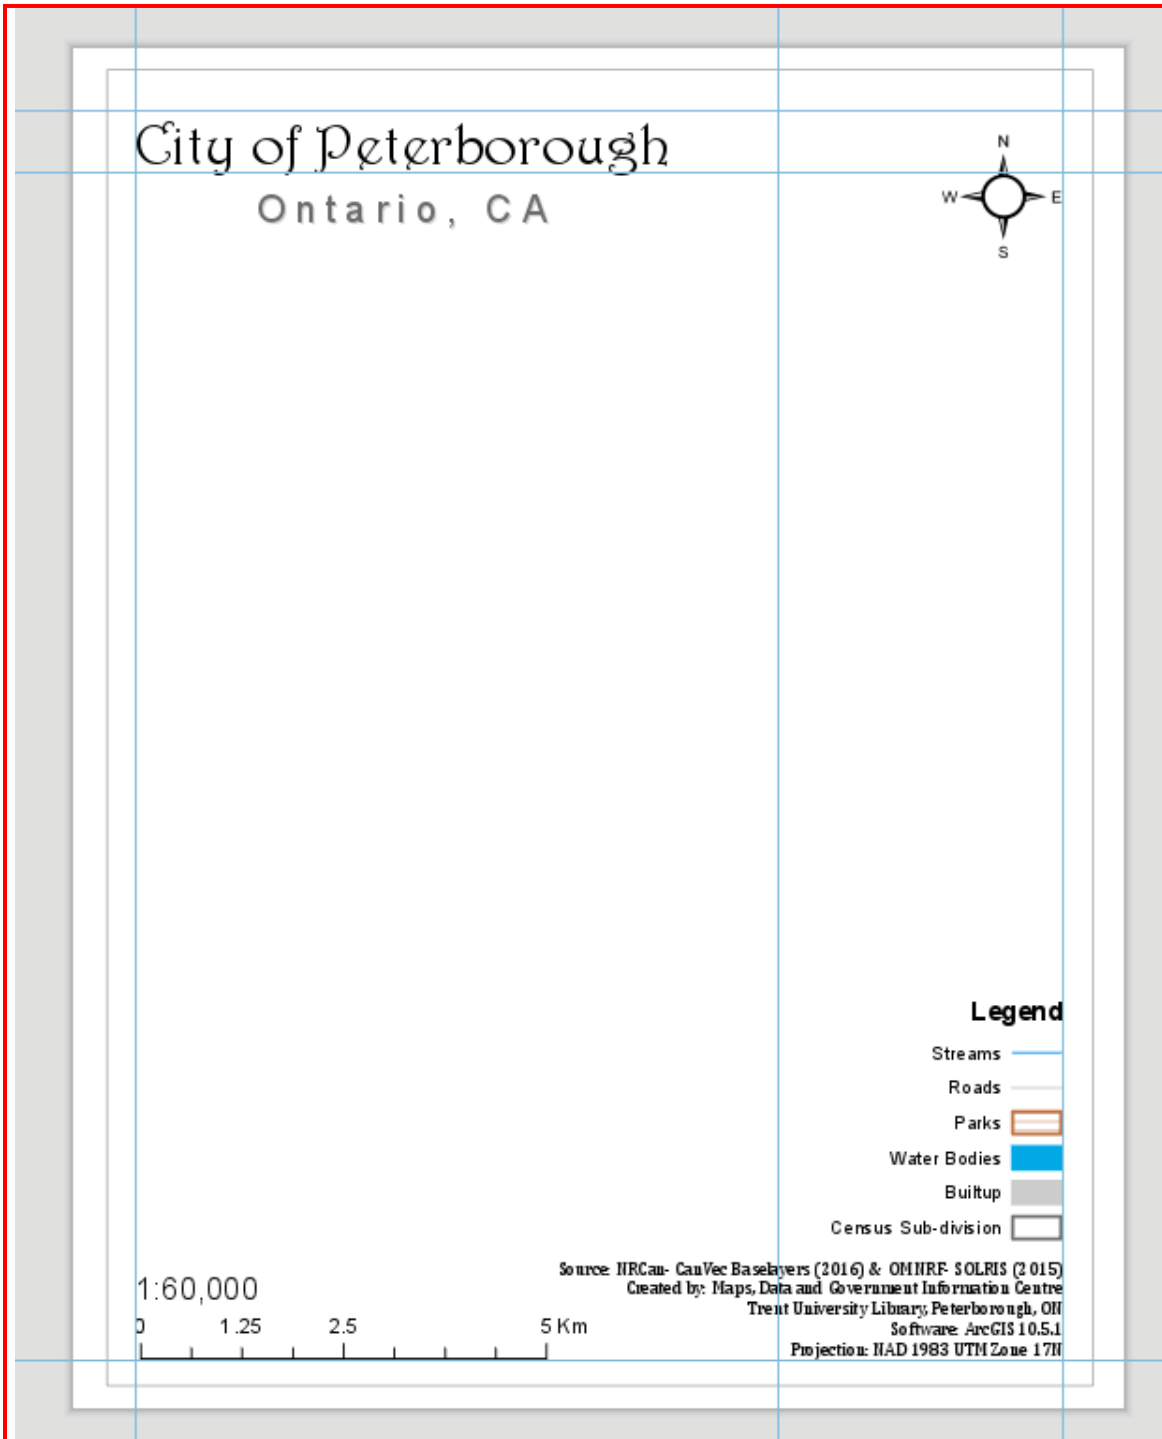 City of Peterborough
Ontario, CA
N
W E
S
Legend
Streams
Roads
Parks
Water Bodies
Builtup
Census Sub-division
Source: NRCan- CanVec Baselayers (2016) & OMNRF- SOLRIS (2015)
Created by: Maps, Data and Government Information Centre
Trent University Library, Peterborough, ON
Software: ArcGIS 10.5.1
Projection: NAD 1983 UTM Zone 17N
1:60,000
0 1.25 2.5 5 Km